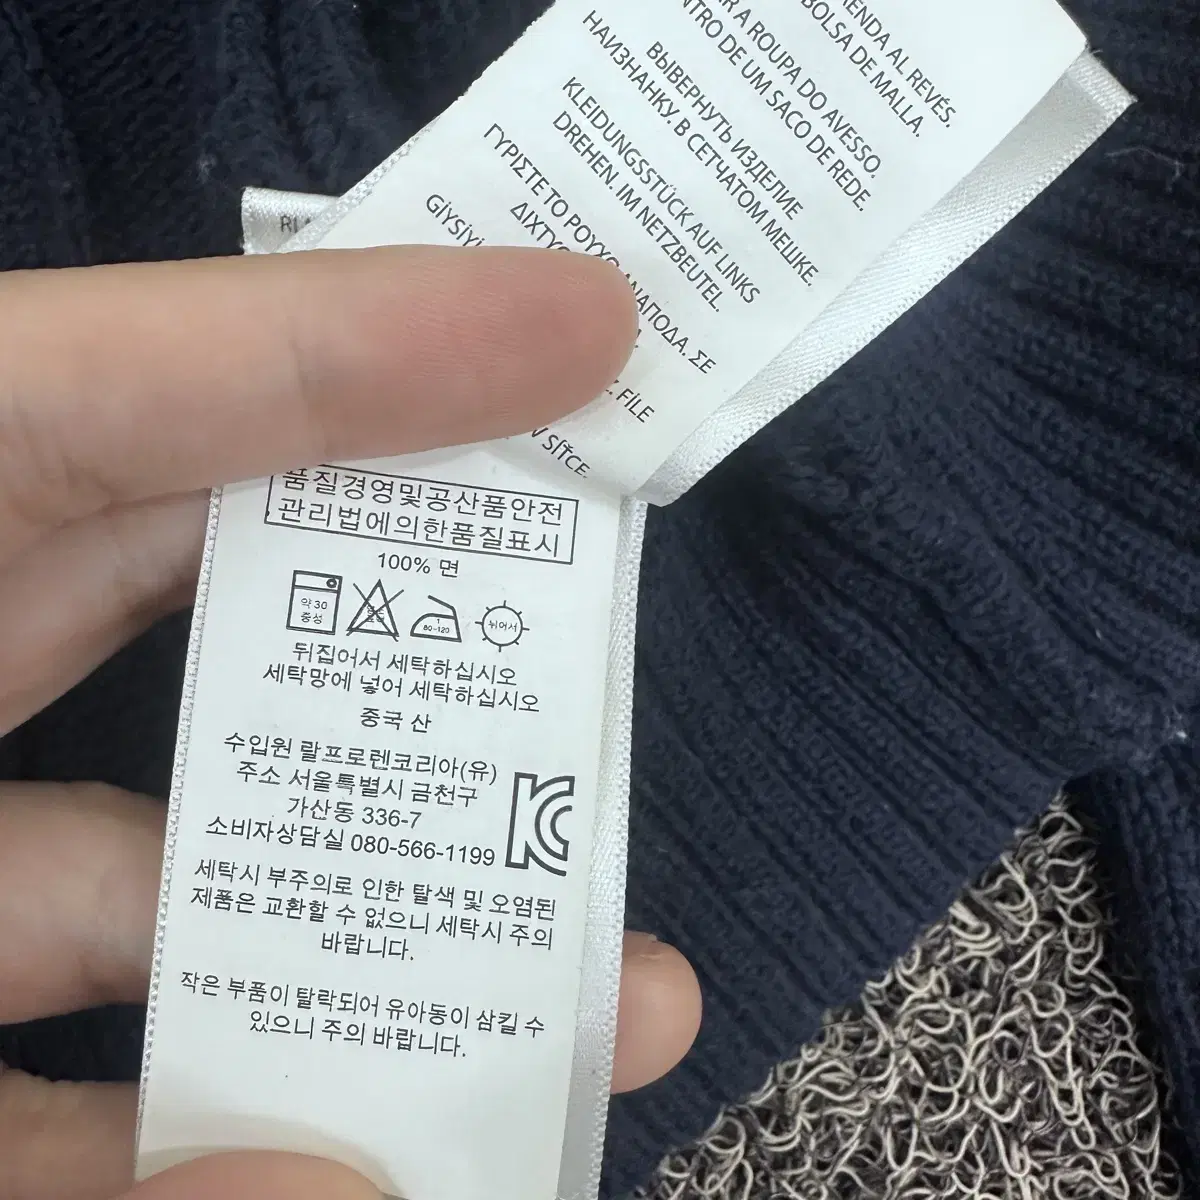 ENDA AL REVÉS.
BOLSA DE MALLA.
R A ROUPA DO AVESSO.
NTRO DE UM SACO DE REDE.
ВЫВЕРНУТЬ ИЗДЕЛИЕ
НАИЗНАНКУ В СЕТЧАТОМ МЕШКЕ.
KLEIDUNGSSTÜCK AUF LINKS
DREHEN. IM NETZBEUTEL.
ΓΥΡΙΣΤΕ ΤΟ ΡΟΥΧΟ ΑΝΑΠΟΔΑ. ΣΕ
ΔΙΧΤΥ
GİYSİYİ
FİLE
SİTCE.
품질경영및공산품안전
관리법에의한품질표시
100% 면
약 30
중성
1
80-120
뉘어서
뒤집어서 세탁하십시오
세탁망에 넣어 세탁하십시오
중국 산
수입원 랄프로렌코리아(유)
주소 서울특별시 금천구
가산동 336-7
소비자상담실 080-566-1199
세탁시 부주의로 인한 탈색 및 오염된
제품은 교환할 수 없으니 세탁시 주의
바랍니다.
작은 부품이 탈락되어 유아동이 삼킬 수
있으니 주의 바랍니다.